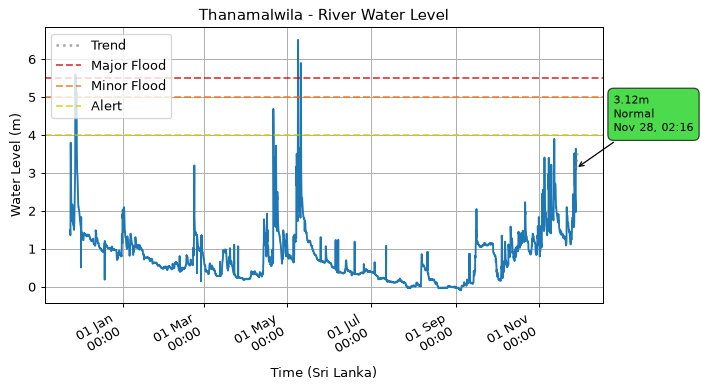 Thanamalwila - River Water Level
Trend
Major Flood
Minor Flood
Alert
3.12m
Normal
Nov 28, 02:16
Water Level (m)
6
5
4
3
2
1
0
01 Jan
00:00
01 Mar
00:00
01 May
00:00
01 Jul
00:00
01 Sep
00:00
01 Nov
00:00
Time (Sri Lanka)